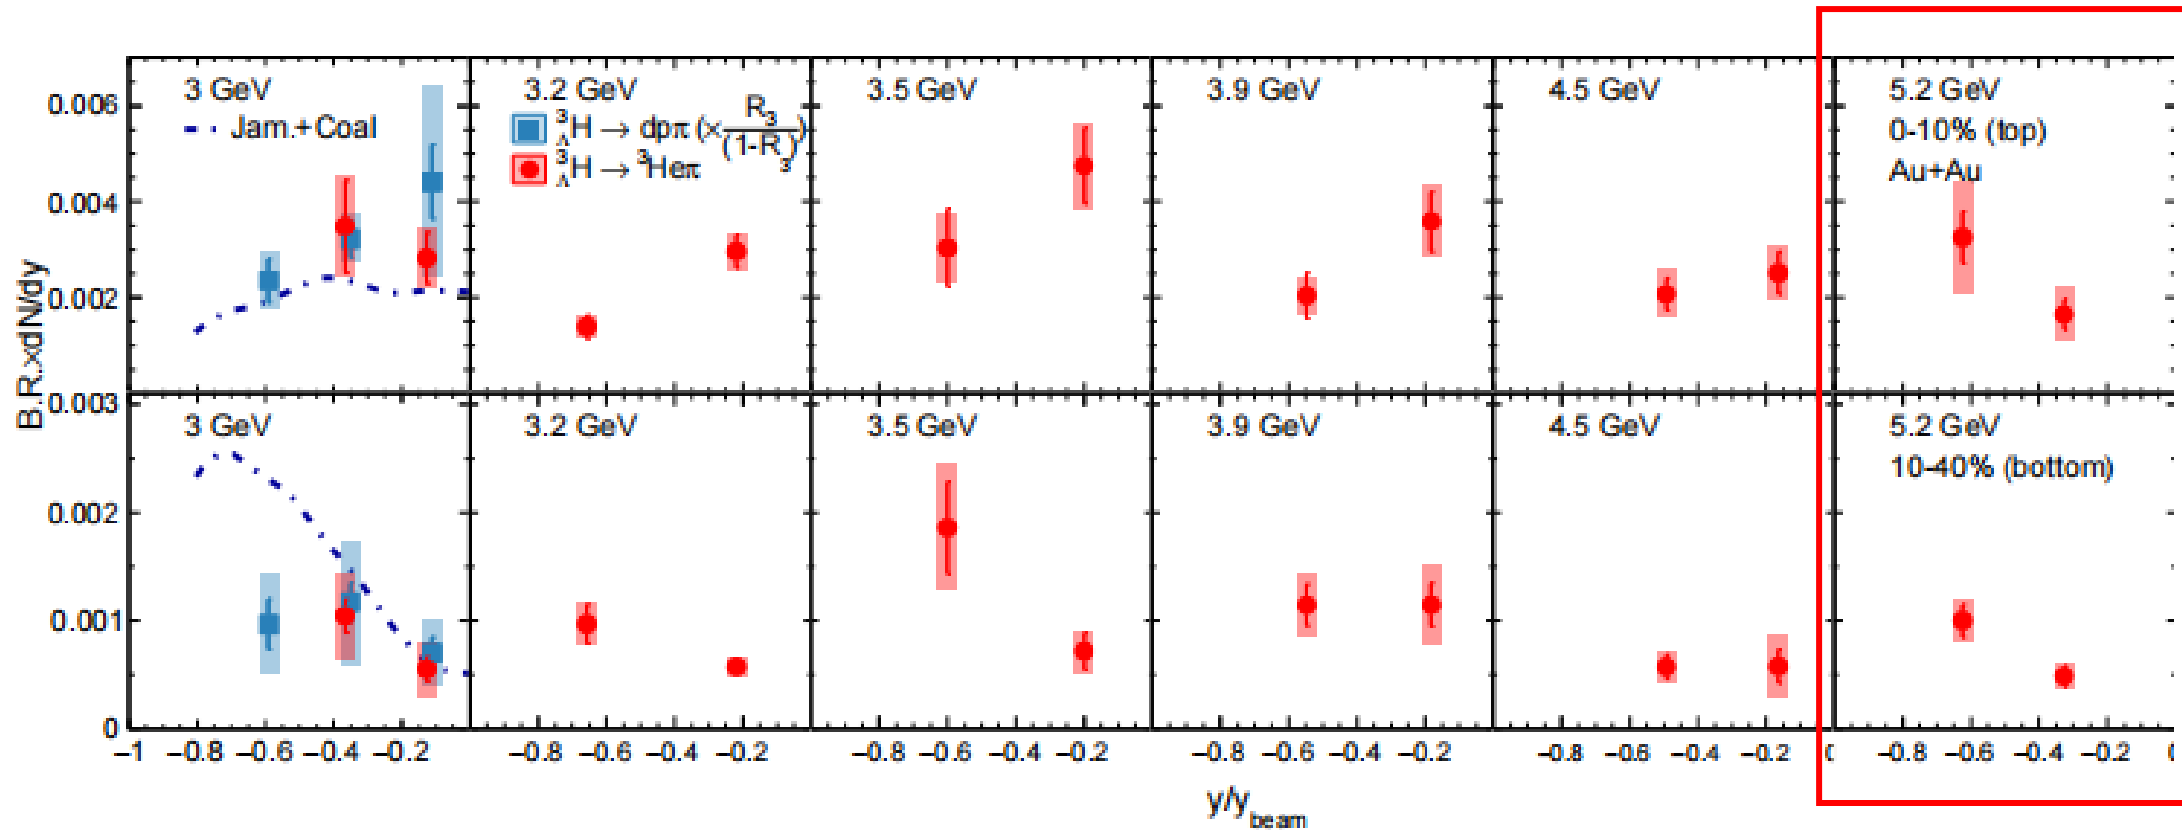 3 GeV
Jam.+Coal
3.2 GeV
³ΛH → dpπ (×R₃/(1-R₃))
³ΛH → ³Heπ
3.5 GeV
3.9 GeV
4.5 GeV
5.2 GeV
0-10% (top)
Au+Au
0.006
0.004
0.002
B.R.×dN/dy
3 GeV
3.2 GeV
3.5 GeV
3.9 GeV
4.5 GeV
5.2 GeV
10-40% (bottom)
0.003
0.002
0.001
0
−1 −0.8 −0.6 −0.4 −0.2 −0.8 −0.6 −0.4 −0.2 −0.8 −0.6 −0.4 −0.2 −0.8 −0.6 −0.4 −0.2 −0.8 −0.6 −0.4 −0.2 0 −0.8 −0.6 −0.4 −0.2 0
y/y_beam